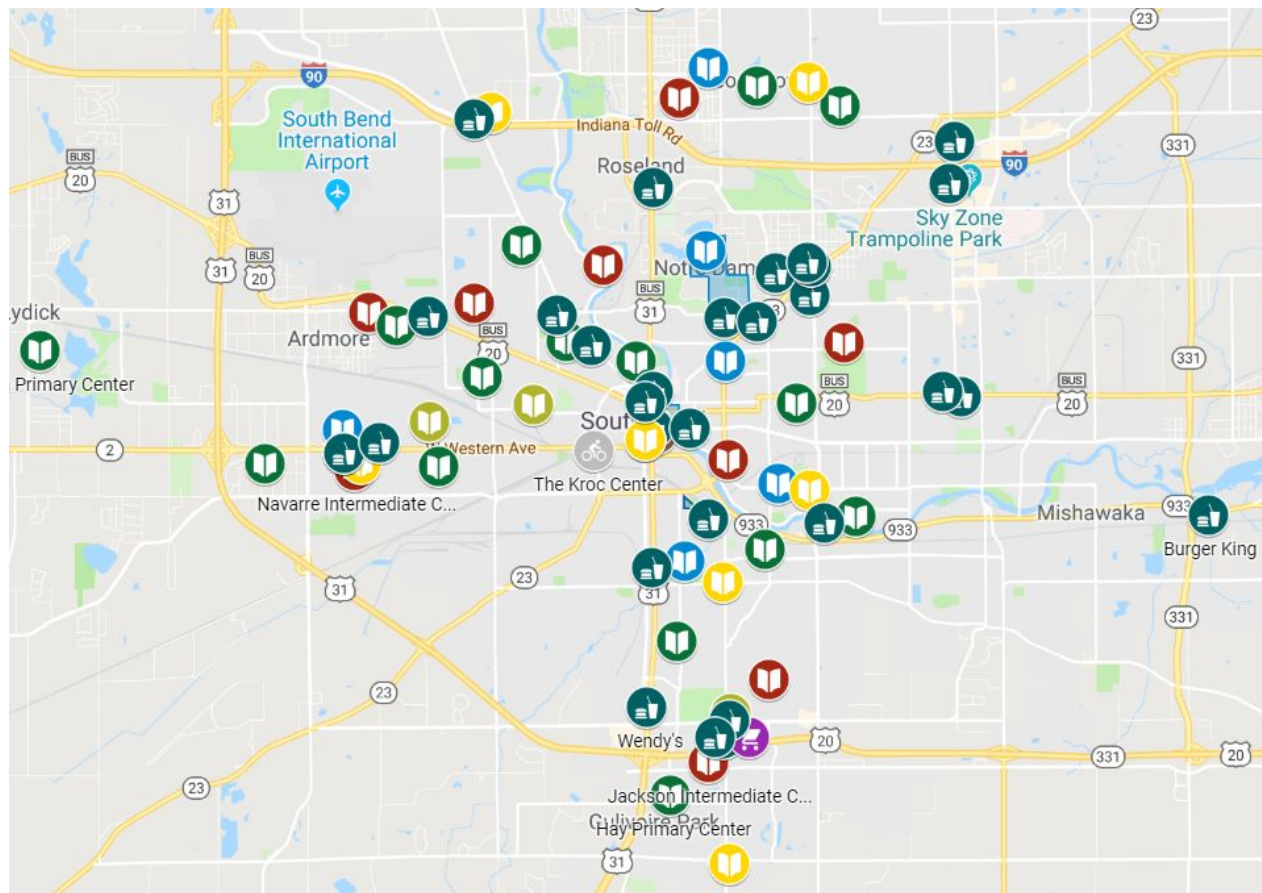 23
90
South Bend
International
Airport
Indiana Toll Rd
23
331
BUS
20
Roseland
90
31
Sky Zone
Trampoline Park
31
BUS
20
Notre Dam
BUS
31
Ardmore
BUS
20
331
Primary Center
BUS
20
BUS
20
Sout
2
W Western Ave
The Kroc Center
Navarre Intermediate C...
933
933
Mishawaka
933
Burger King
23
31
31
331
23
Wendy's
20
331
20
23
Jackson Intermediate C...
Gulivoire Park
Hay Primary Center
31